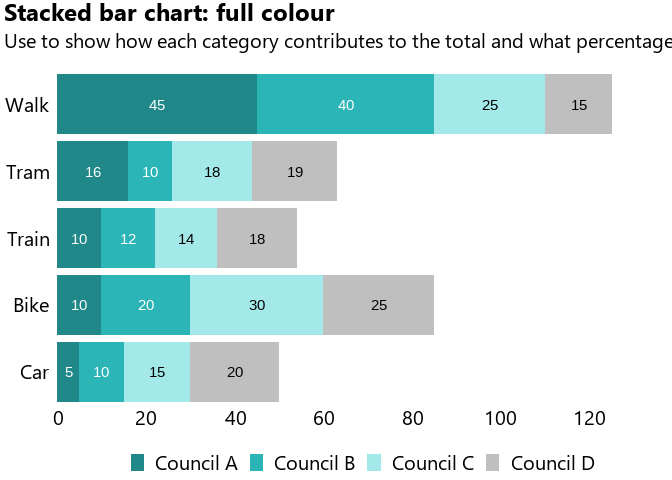 Stacked bar chart: full colour
Use to show how each category contributes to the total and what percentage
Walk 45 40 25 15
Tram 16 10 18 19
Train 10 12 14 18
Bike 10 20 30 25
Car 5 10 15 20
0 20 40 60 80 100 120
Council A Council B Council C Council D